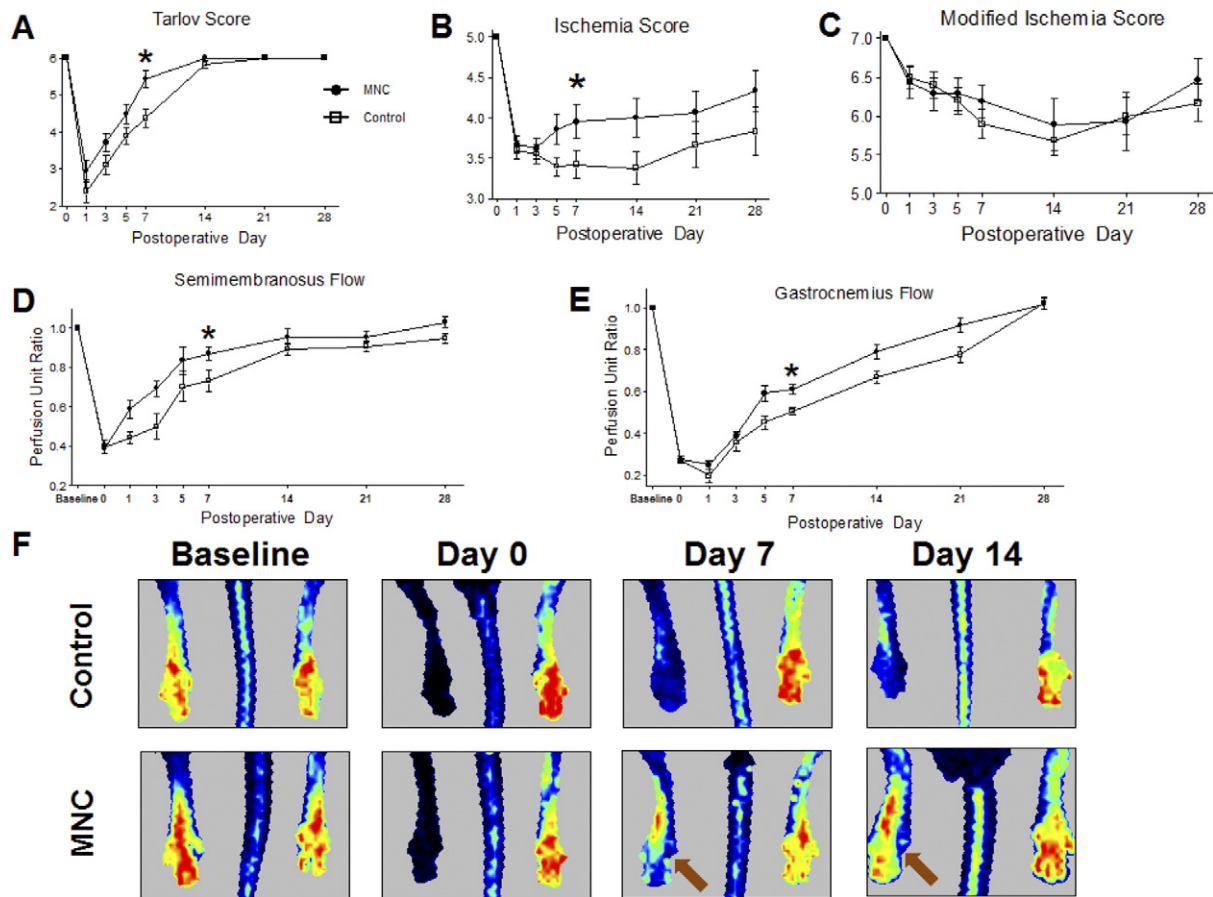 A
Tarlov Score
6
5
4
3
2
*
MNC
Control
0 1 3 5 7 14 21 28
Postoperative Day
B
Ischemia Score
5.0
4.5
4.0
3.5
3.0
*
0 1 3 5 7 14 21 28
Postoperative Day
C
Modified Ischemia Score
7.0
6.5
6.0
5.5
5.0
0 1 3 5 7 14 21 28
Postoperative Day
D
Semimembranosus Flow
Perfusion Unit Ratio
1.0
0.8
0.6
0.4
0.2
*
Baseline 0 1 3 5 7 14 21 28
Postoperative Day
E
Gastrocnemius Flow
Perfusion Unit Ratio
1.0
0.8
0.6
0.4
0.2
*
Baseline 0 1 3 5 7 14 21 28
Postoperative Day
F
Baseline Day 0 Day 7 Day 14
Control
MNC